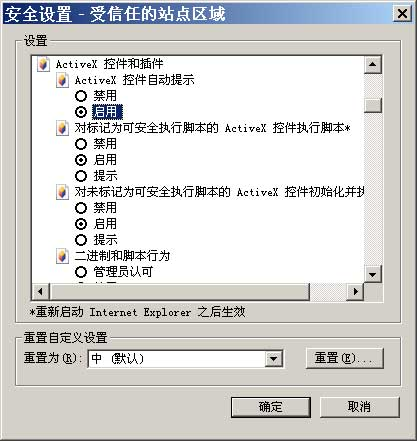 安全设置 - 受信任的站点区域
设置
ActiveX 控件和插件
ActiveX 控件自动提示
禁用
启用
对标记为可安全执行脚本的 ActiveX 控件执行脚本*
禁用
启用
提示
对未标记为可安全执行脚本的 ActiveX 控件初始化并执
禁用
启用
提示
二进制和脚本行为
管理员认可
*重新启动 Internet Explorer 之后生效
重置自定义设置
重置为(R): 中 (默认) 重置(E)...
确定 取消